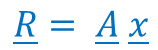 R = A x